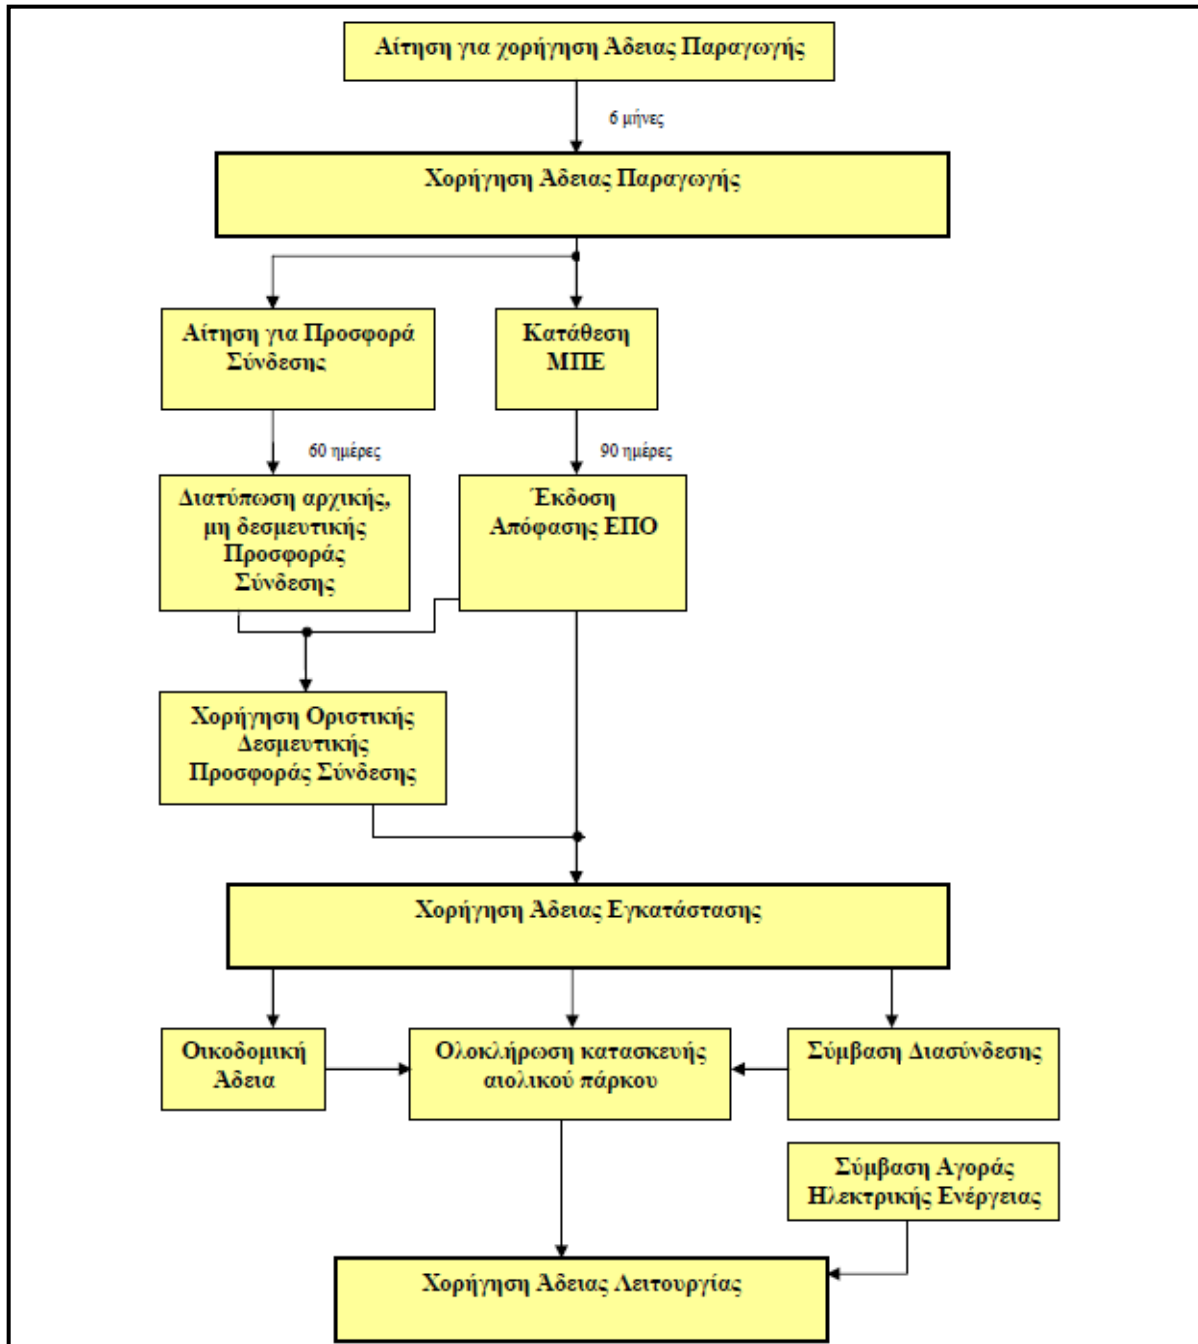 Αίτηση για χορήγηση Άδειας Παραγωγής
6 μήνες
Χορήγηση Άδειας Παραγωγής
Αίτηση για Προσφορά
Σύνδεσης
Κατάθεση
ΜΠΕ
60 ημέρες
90 ημέρες
Διατύπωση αρχικής,
μη δεσμευτικής
Προσφοράς
Σύνδεσης
Έκδοση
Απόφασης ΕΠΟ
Χορήγηση Οριστικής
Δεσμευτικής
Προσφοράς Σύνδεσης
Χορήγηση Άδειας Εγκατάστασης
Οικοδομική
Άδεια
Ολοκλήρωση κατασκευής
αιολικού πάρκου
Σύμβαση Διασύνδεσης
Σύμβαση Αγοράς
Ηλεκτρικής Ενέργειας
Χορήγηση Άδειας Λειτουργίας